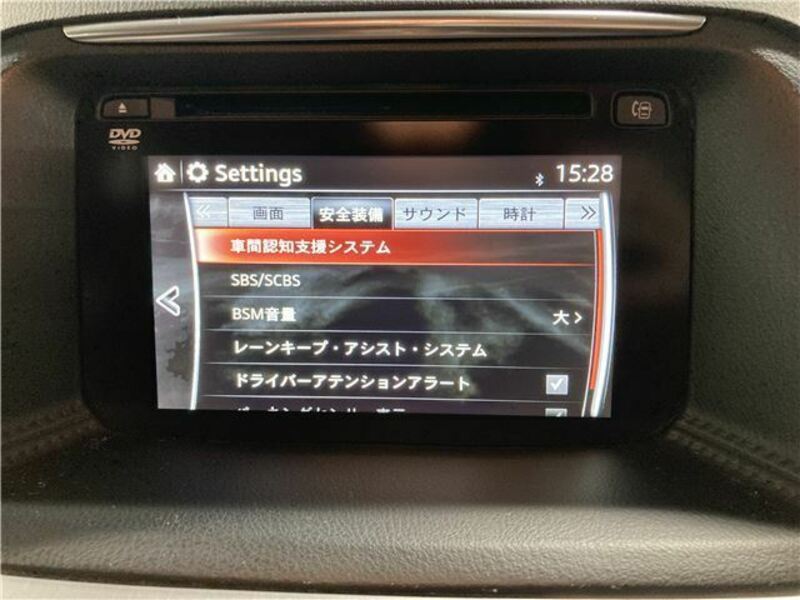 DVD
VIDEO
Settings 15:28
画面 安全装備 サウンド 時計
車間認知支援システム
SBS/SCBS
BSM音量 大
レーンキープ・アシスト・システム
ドライバーアテンションアラート